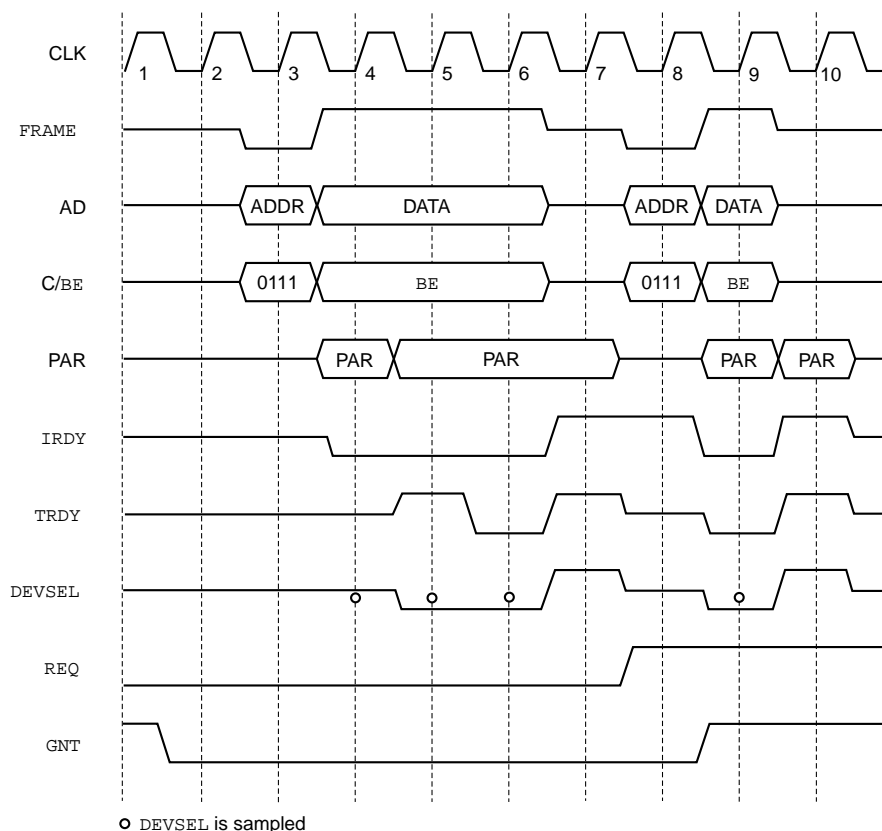 CLK
1 2 3 4 5 6 7 8 9 10
FRAME
AD
ADDR DATA ADDR DATA
C/BE
0111 BE 0111 BE
PAR
PAR PAR PAR PAR
IRDY
TRDY
DEVSEL
REQ
GNT
DEVSEL is sampled